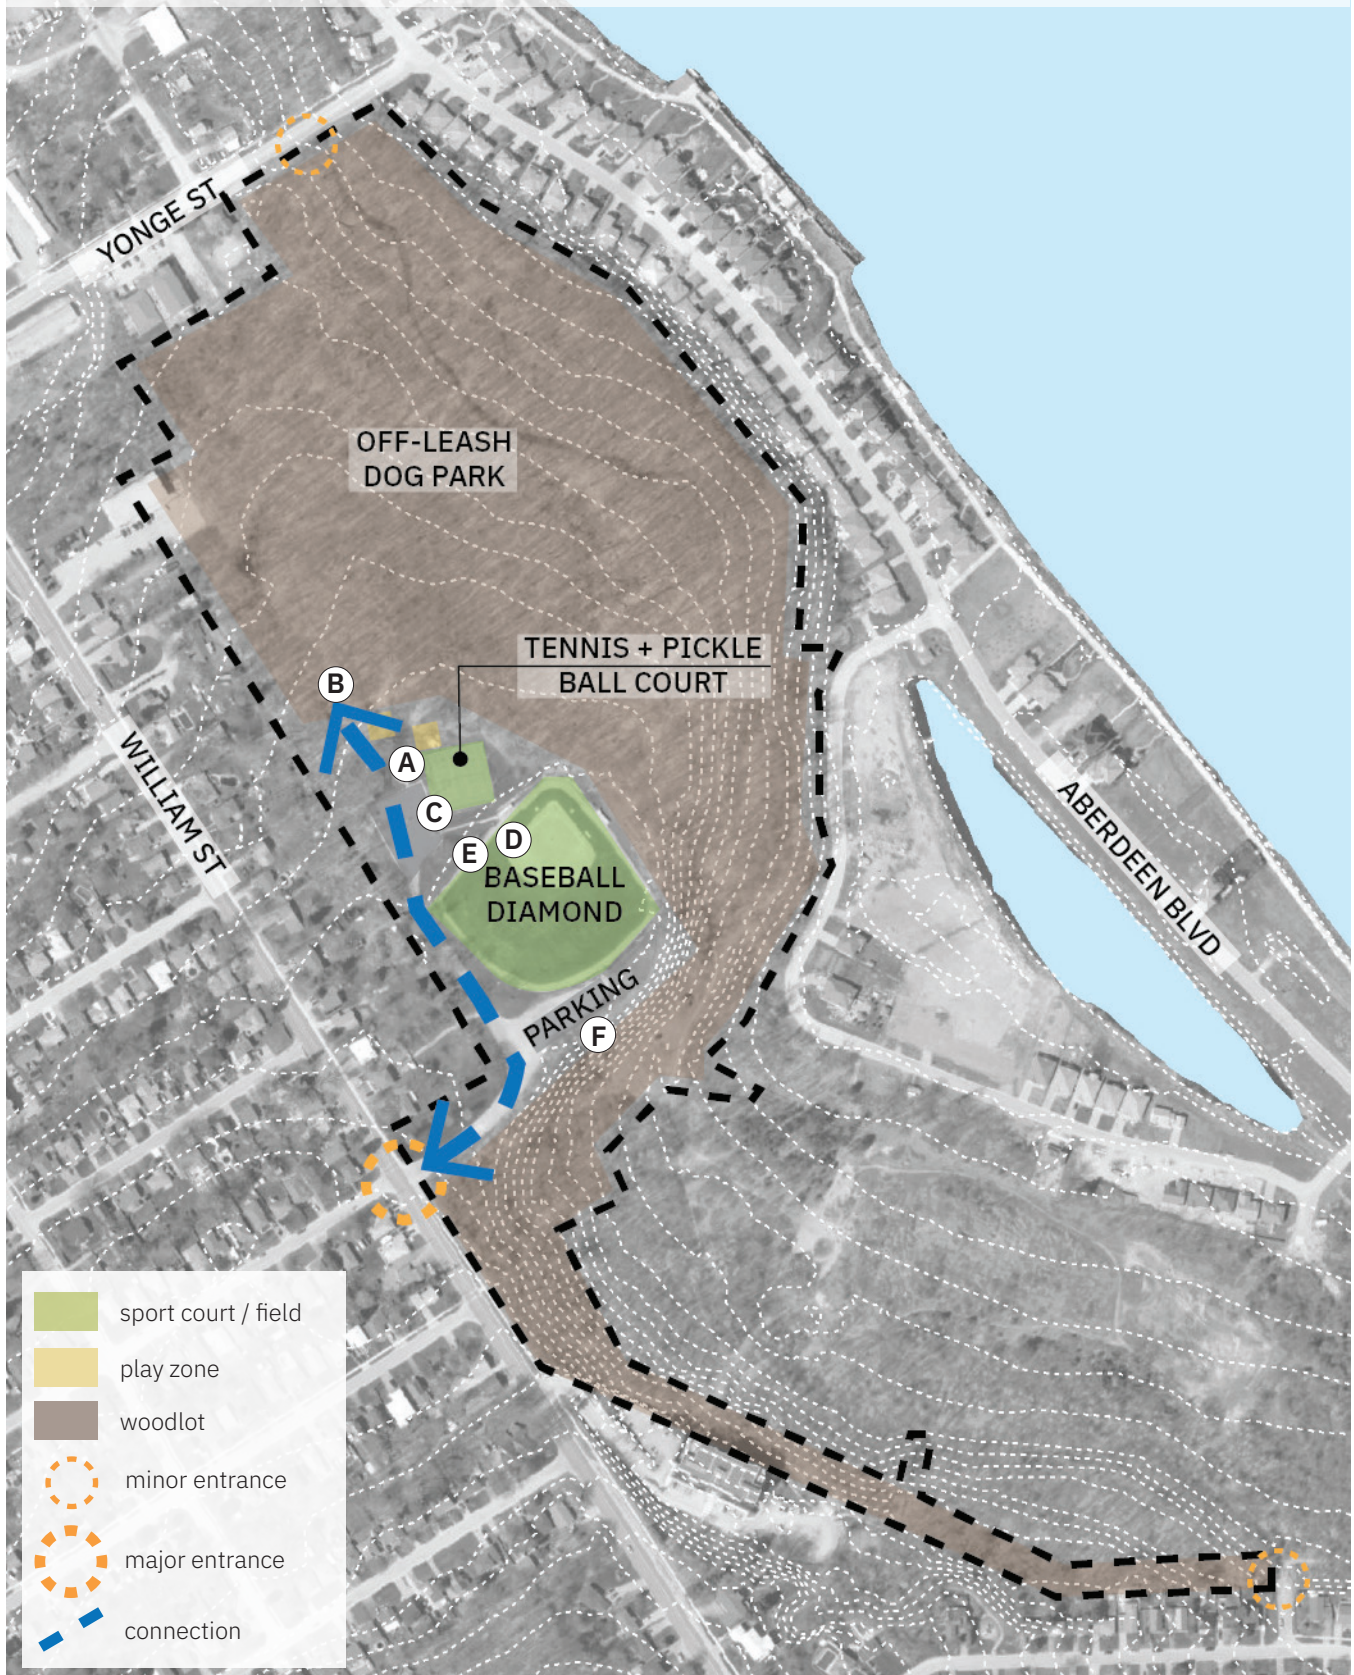 YONGE ST
OFF-LEASH
DOG PARK
TENNIS + PICKLE
BALL COURT
B
WILLIAM ST
A
C
D
E
BASEBALL
DIAMOND
ABERDEEN BLVD
PARKING
F
sport court / field
play zone
woodlot
minor entrance
major entrance
connection